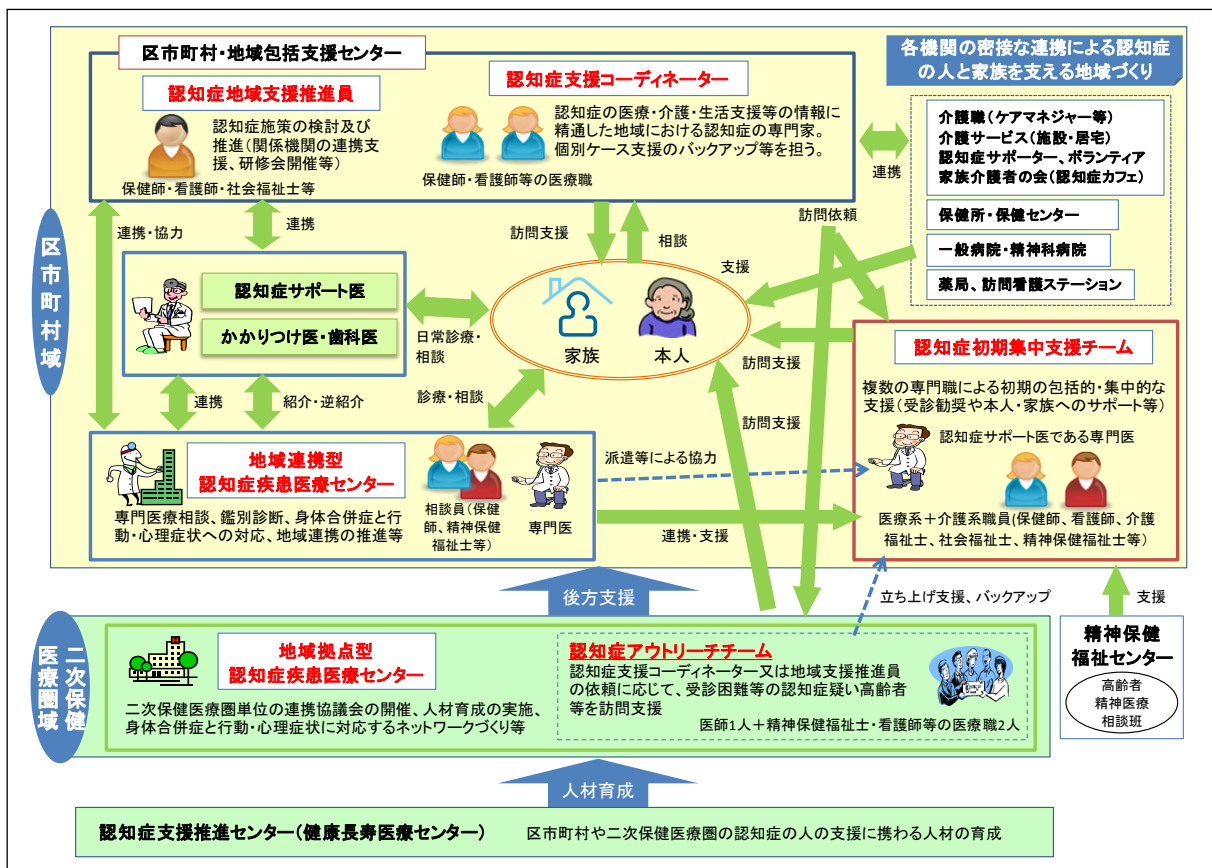 区市町村・地域包括支援センター
認知症地域支援推進員
認知症施策の検討及び
推進(関係機関の連携支
援、研修会開催等)
保健師・看護師・社会福祉士等
認知症支援コーディネーター
認知症の医療・介護・生活支援等の情報に
精通した地域における認知症の専門家。
個別ケース支援のバックアップ等を担う。
保健師・看護師等の医療職
各機関の密接な連携による認知症
の人と家族を支える地域づくり
連携
介護職(ケアマネジャー等)
介護サービス(施設・居宅)
認知症サポーター、ボランティア
家族介護者の会(認知症カフェ)
保健所・保健センター
一般病院・精神科病院
薬局、訪問看護ステーション
区市町村域
連携・協力
連携
訪問支援
相談
訪問依頼
支援
認知症サポート医
かかりつけ医・歯科医
日常診療・
相談
家族
本人
訪問支援
訪問支援
連携
紹介・逆紹介
診療・相談
認知症初期集中支援チーム
複数の専門職による初期の包括的・集中的な
支援(受診勧奨や本人・家族へのサポート等)
認知症サポート医である専門医
医療系+介護系職員(保健師、看護師、介護
福祉士、社会福祉士、精神保健福祉士等)
地域連携型
認知症疾患医療センター
専門医療相談、鑑別診断、身体合併症と行
動・心理症状への対応、地域連携の推進等
相談員(保健
師、精神保健
福祉士等)
専門医
派遣等による協力
連携・支援
後方支援
立ち上げ支援、バックアップ
支援
精神保健
福祉センター
高齢者
精神医療
相談班
二次保健
医療圏域
地域拠点型
認知症疾患医療センター
二次保健医療圏単位の連携協議会の開催、人材育成の実施、
身体合併症と行動・心理症状に対応するネットワークづくり等
認知症アウトリーチチーム
認知症支援コーディネーター又は地域支援推進員
の依頼に応じて、受診困難等の認知症疑い高齢者
等を訪問支援
医師1人+精神保健福祉士・看護師等の医療職2人
人材育成
認知症支援推進センター(健康長寿医療センター)
区市町村や二次保健医療圏の認知症の人の支援に携わる人材の育成